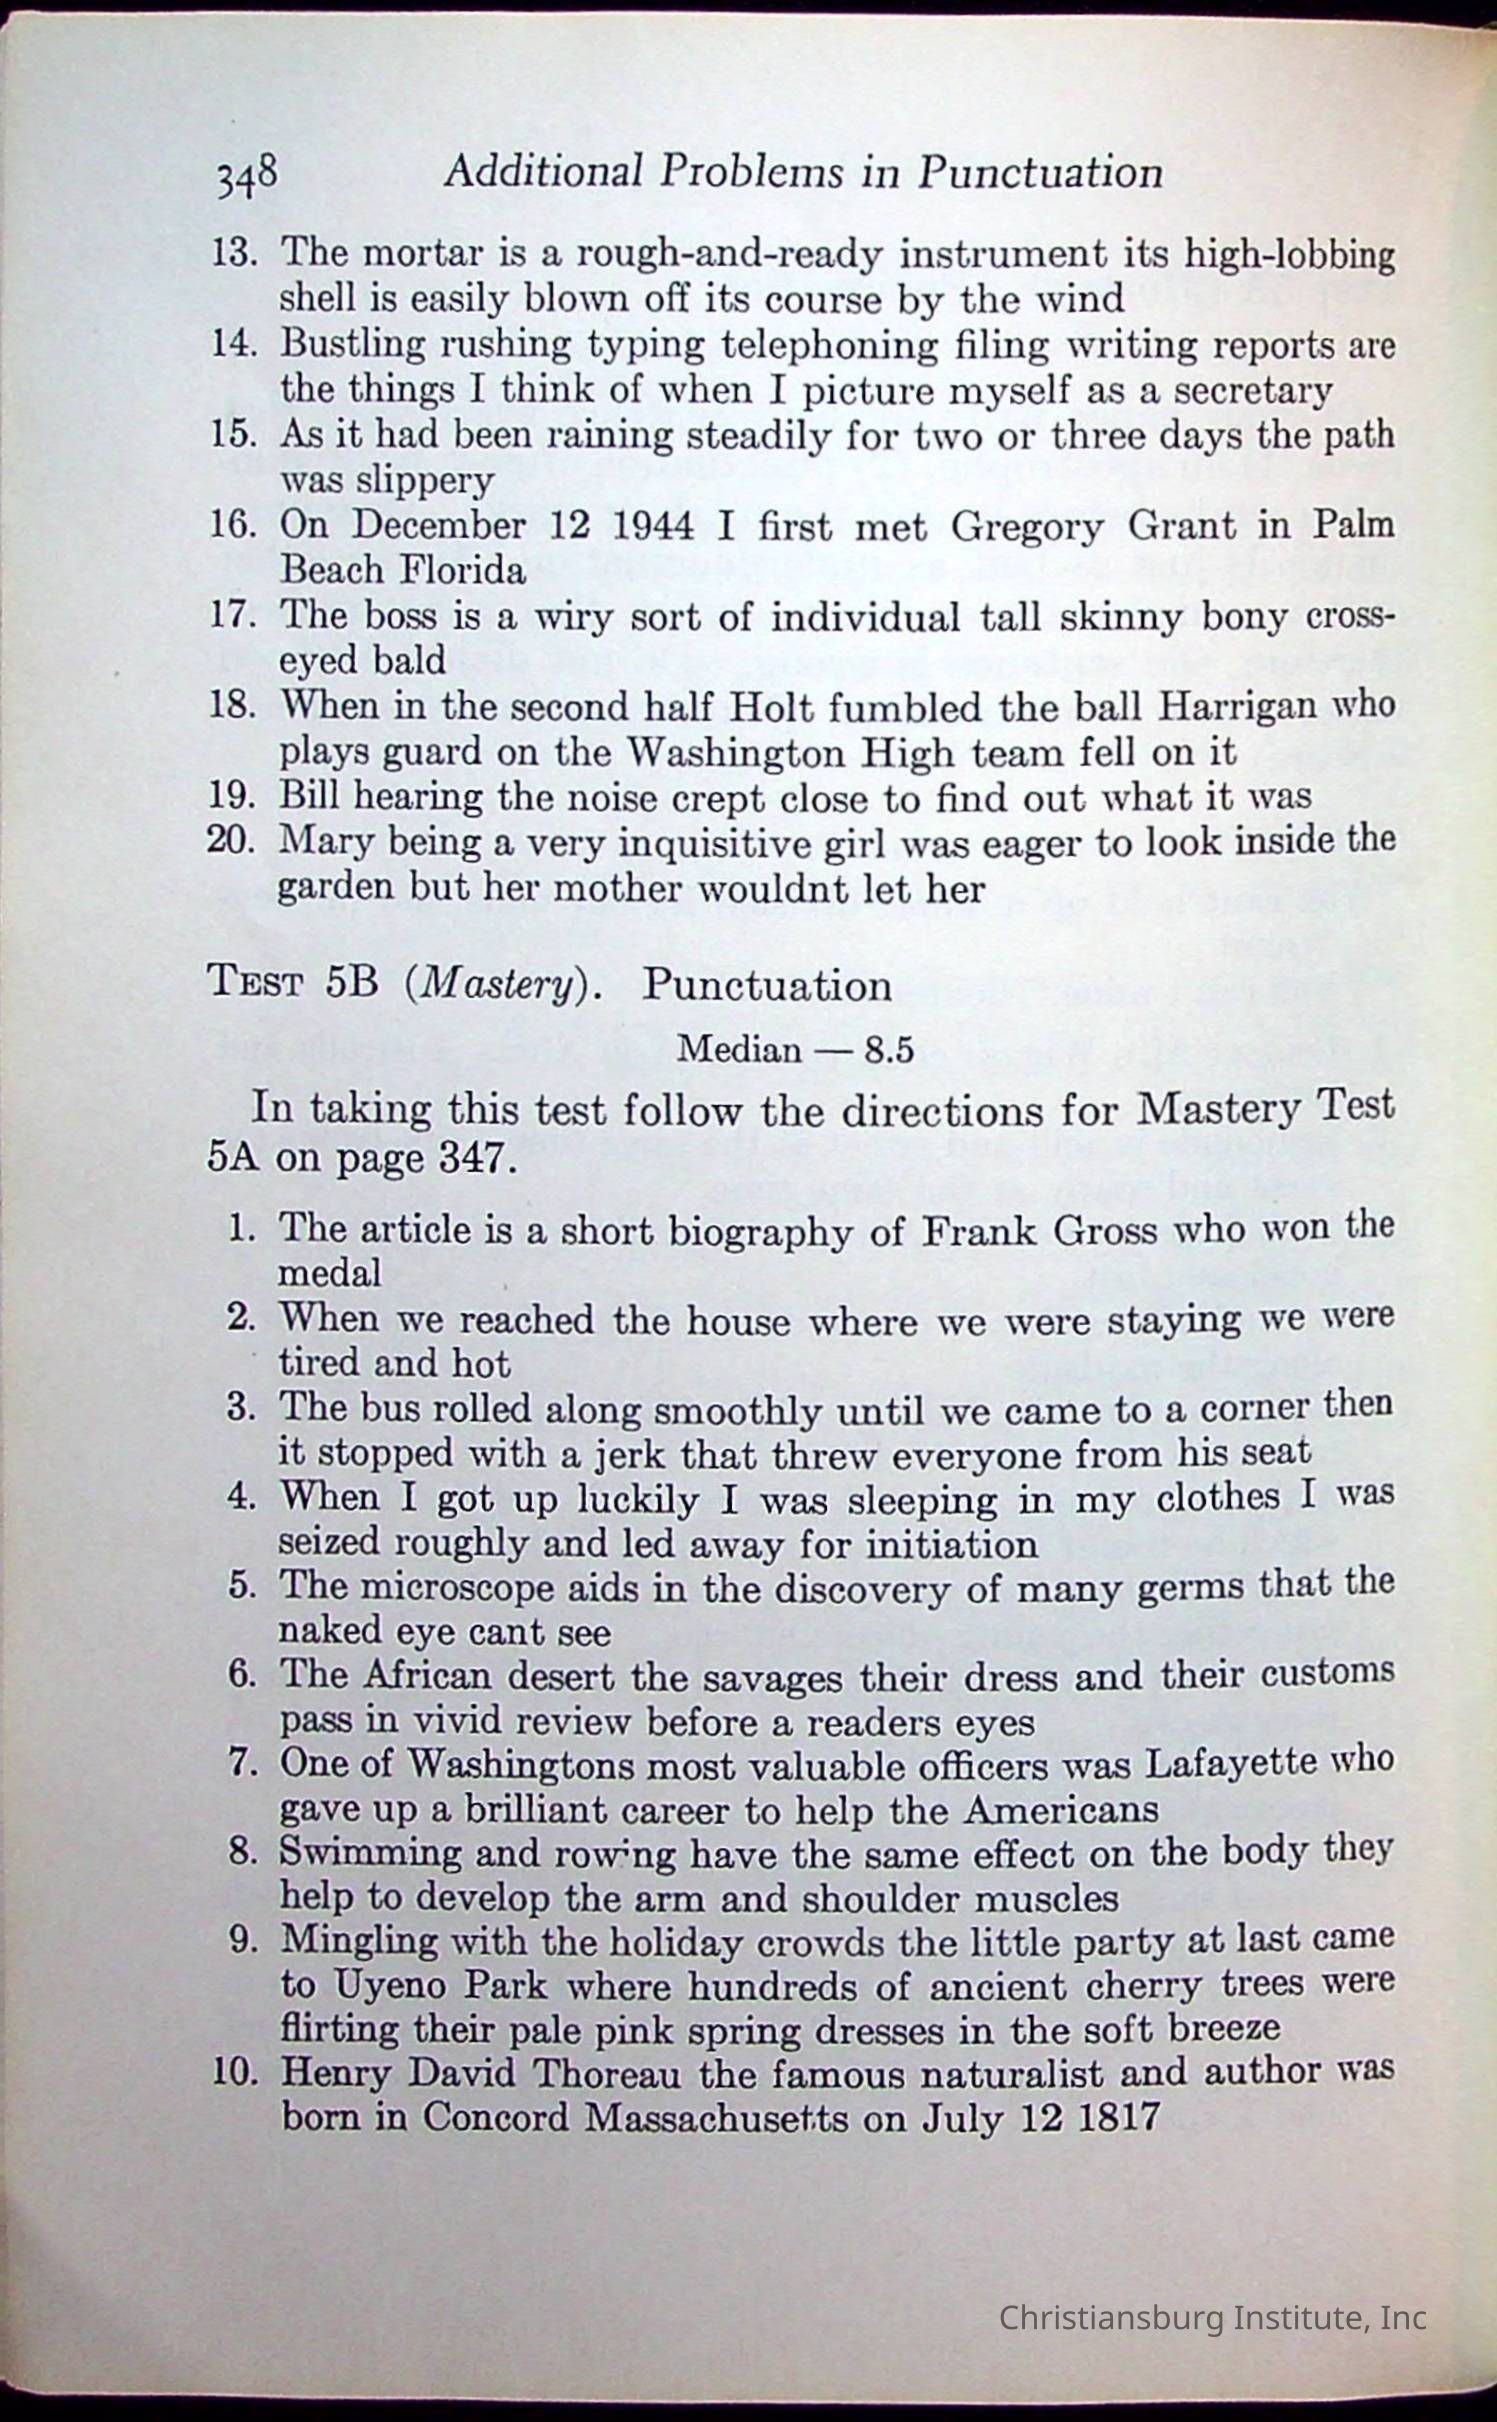 348 Additional Problems in Punctuation
13. The mortar is a rough-and-ready instrument its high-lobbing
shell is easily blown off its course by the wind
14. Bustling rushing typing telephoning filing writing reports are
the things I think of when I picture myself as a secretary
15. As it had been raining steadily for two or three days the path
was slippery
16. On December 12 1944 I first met Gregory Grant in Palm
Beach Florida
17. The boss is a wiry sort of individual tall skinny bony cross-
eyed bald
18. When in the second half Holt fumbled the ball Harrigan who
plays guard on the Washington High team fell on it
19. Bill hearing the noise crept close to find out what it was
20. Mary being a very inquisitive girl was eager to look inside the
garden but her mother wouldnt let her
TEST 5B (Mastery). Punctuation
Median — 8.5
In taking this test follow the directions for Mastery Test
5A on page 347.
1. The article is a short biography of Frank Gross who won the
medal
2. When we reached the house where we were staying we were
tired and hot
3. The bus rolled along smoothly until we came to a corner then
it stopped with a jerk that threw everyone from his seat
4. When I got up luckily I was sleeping in my clothes I was
seized roughly and led away for initiation
5. The microscope aids in the discovery of many germs that the
naked eye cant see
6. The African desert the savages their dress and their customs
pass in vivid review before a readers eyes
7. One of Washingtons most valuable officers was Lafayette who
gave up a brilliant career to help the Americans
8. Swimming and rowing have the same effect on the body they
help to develop the arm and shoulder muscles
9. Mingling with the holiday crowds the little party at last came
to Uyeno Park where hundreds of ancient cherry trees were
flirting their pale pink spring dresses in the soft breeze
10. Henry David Thoreau the famous naturalist and author was
born in Concord Massachusetts on July 12 1817
Christiansburg Institute, Inc